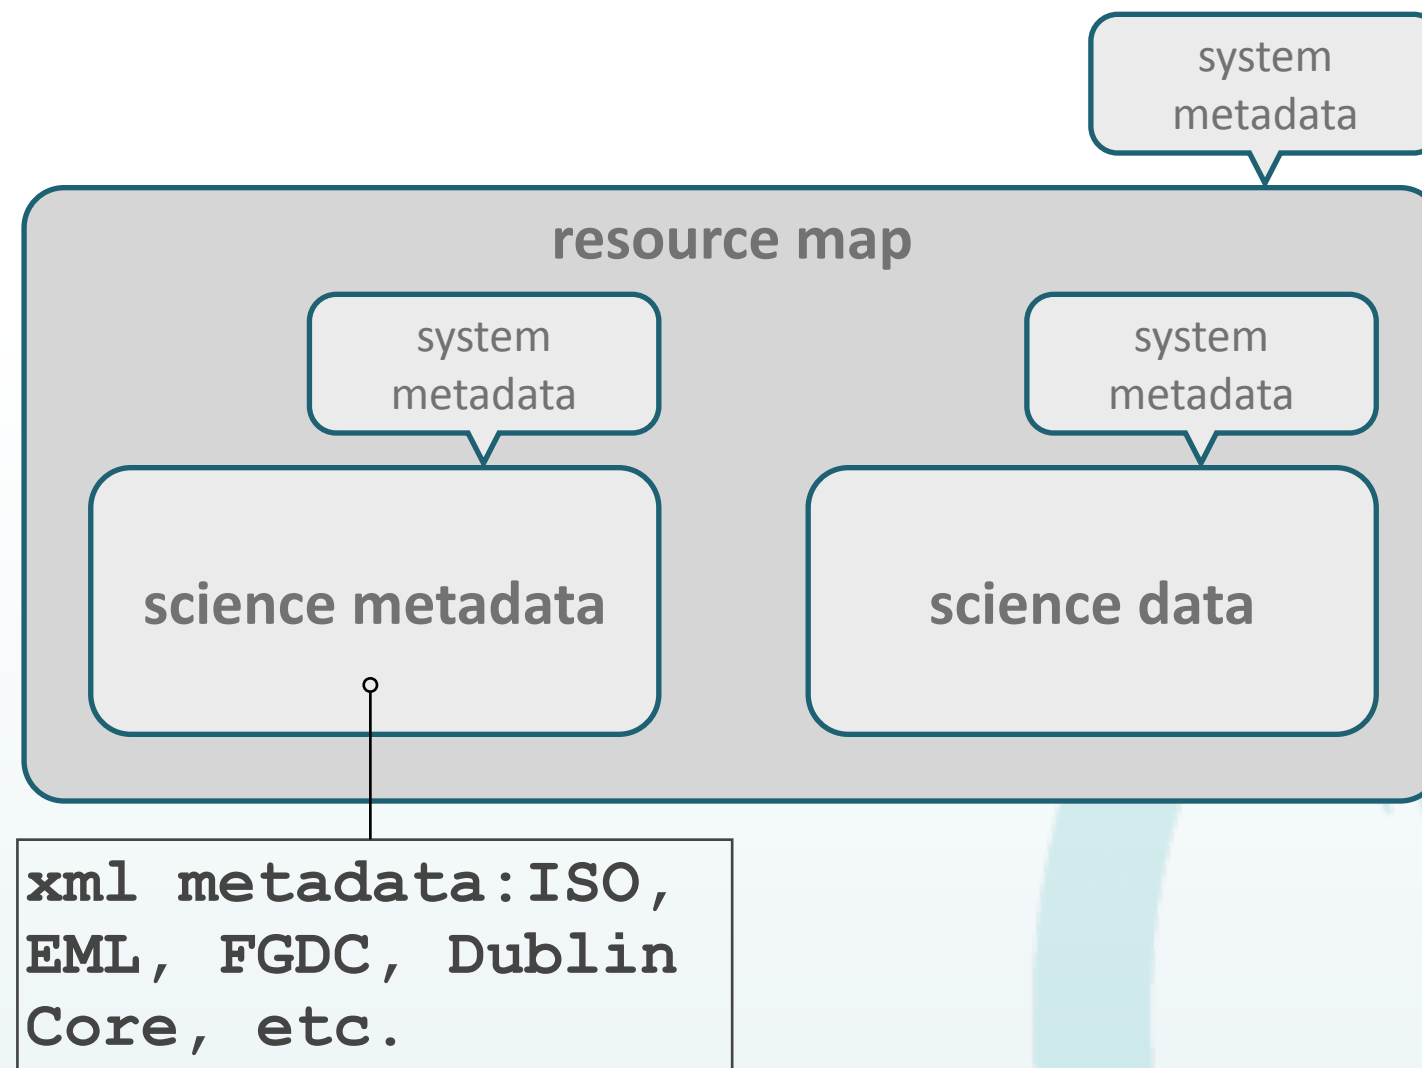 system
metadata
resource map
system
metadata
system
metadata
science metadata
science data
xml metadata:ISO,
EML, FGDC, Dublin
Core, etc.